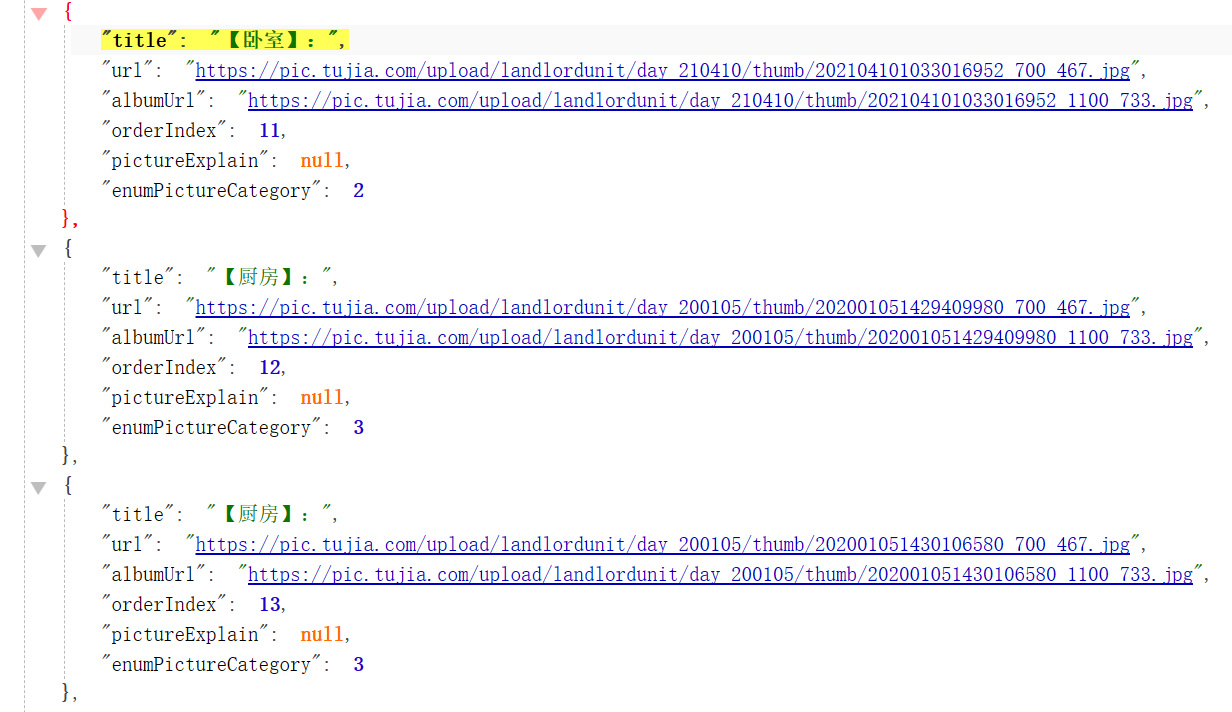 {
"title": "【卧室】：",
"url": "https://pic.tujia.com/upload/landlordunit/day_210410/thumb/202104101033016952_700_467.jpg",
"albumUrl": "https://pic.tujia.com/upload/landlordunit/day_210410/thumb/202104101033016952_1100_733.jpg",
"orderIndex": 11,
"pictureExplain": null,
"enumPictureCategory": 2
},
{
"title": "【厨房】：",
"url": "https://pic.tujia.com/upload/landlordunit/day_200105/thumb/202001051429409980_700_467.jpg",
"albumUrl": "https://pic.tujia.com/upload/landlordunit/day_200105/thumb/202001051429409980_1100_733.jpg",
"orderIndex": 12,
"pictureExplain": null,
"enumPictureCategory": 3
},
{
"title": "【厨房】：",
"url": "https://pic.tujia.com/upload/landlordunit/day_200105/thumb/202001051430106580_700_467.jpg",
"albumUrl": "https://pic.tujia.com/upload/landlordunit/day_200105/thumb/202001051430106580_1100_733.jpg",
"orderIndex": 13,
"pictureExplain": null,
"enumPictureCategory": 3
},